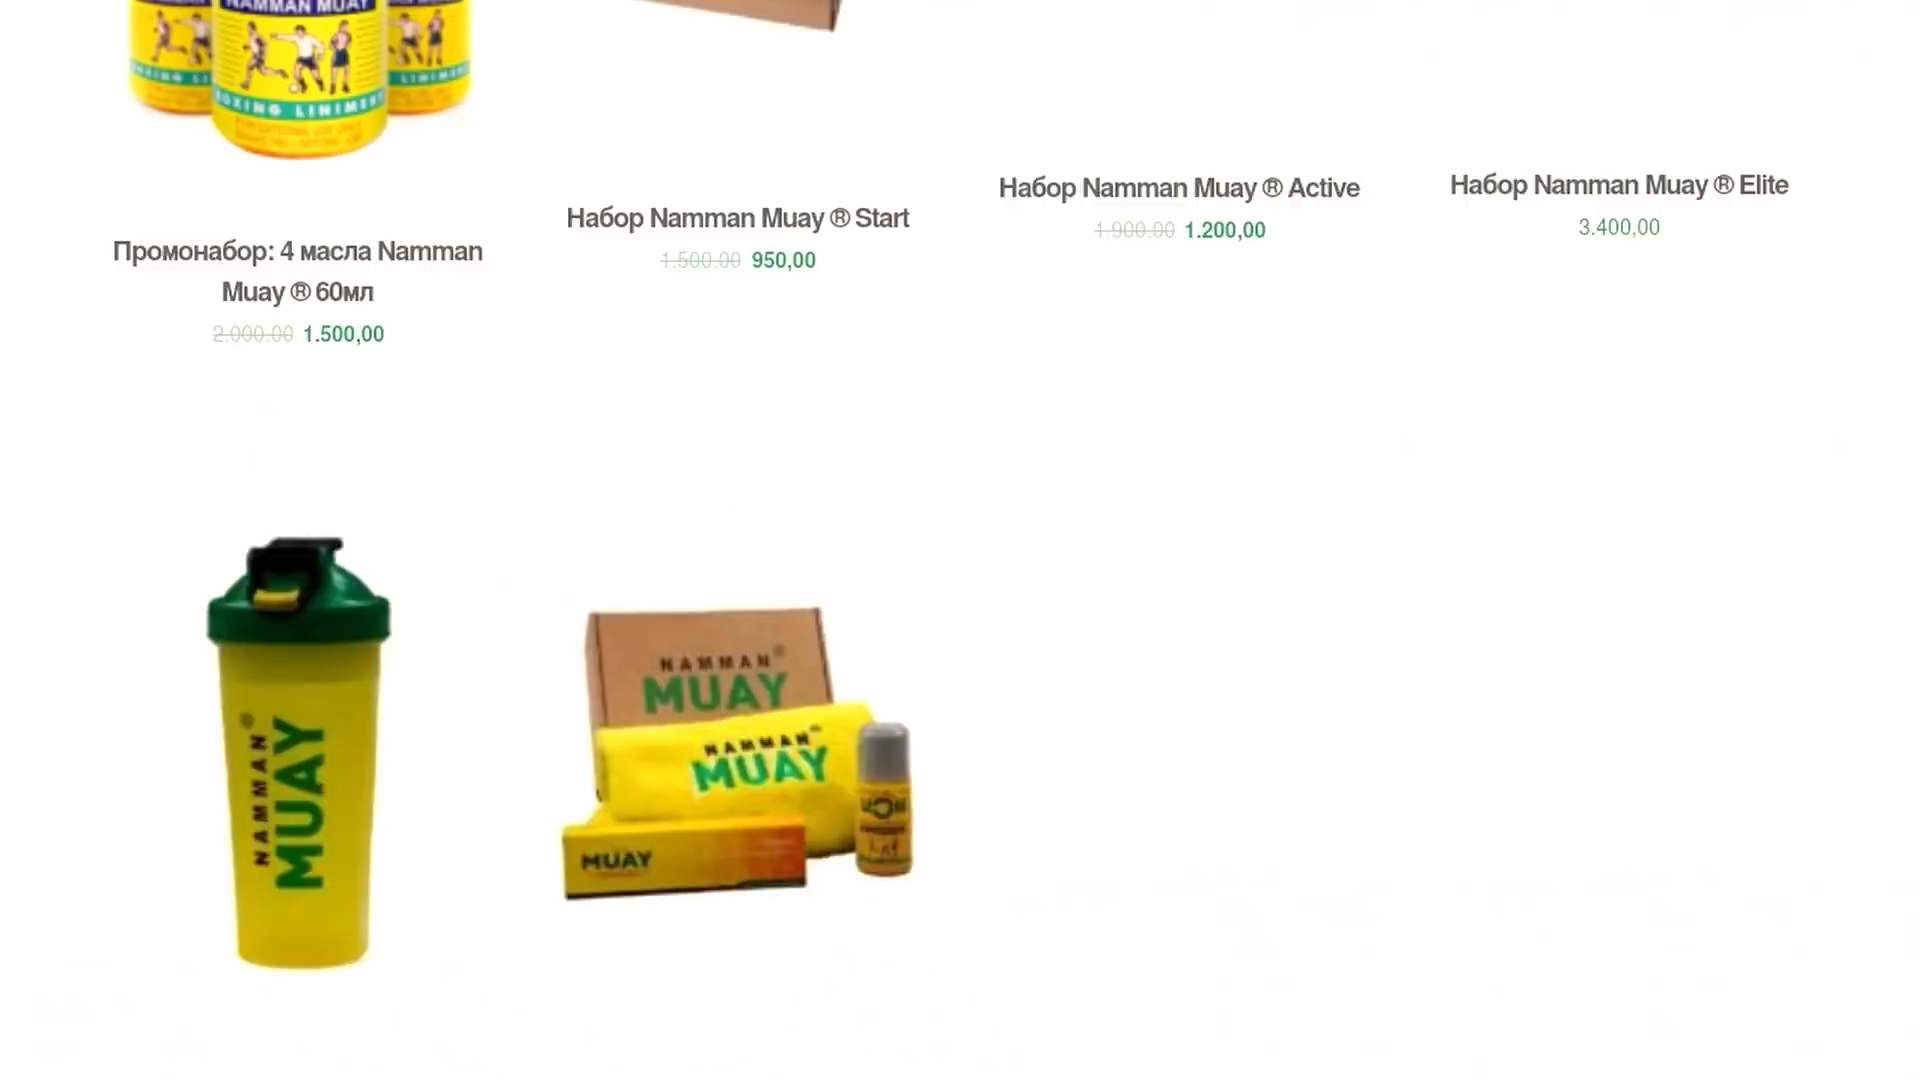 NAMMAN MUAY
BOXING LINIMENT
Набор Namman Muay ® Active
Набор Namman Muay ® Elite
1.900,00 1.200,00
3.400,00
Набор Namman Muay ® Start
1.500,00 950,00
Промонабор: 4 масла Namman
Muay ® 60мл
2.000,00 1.500,00
NAMMAN®
MUAY
NAMMAN®
MUAY
NAMMAN
MUAY
MUAY